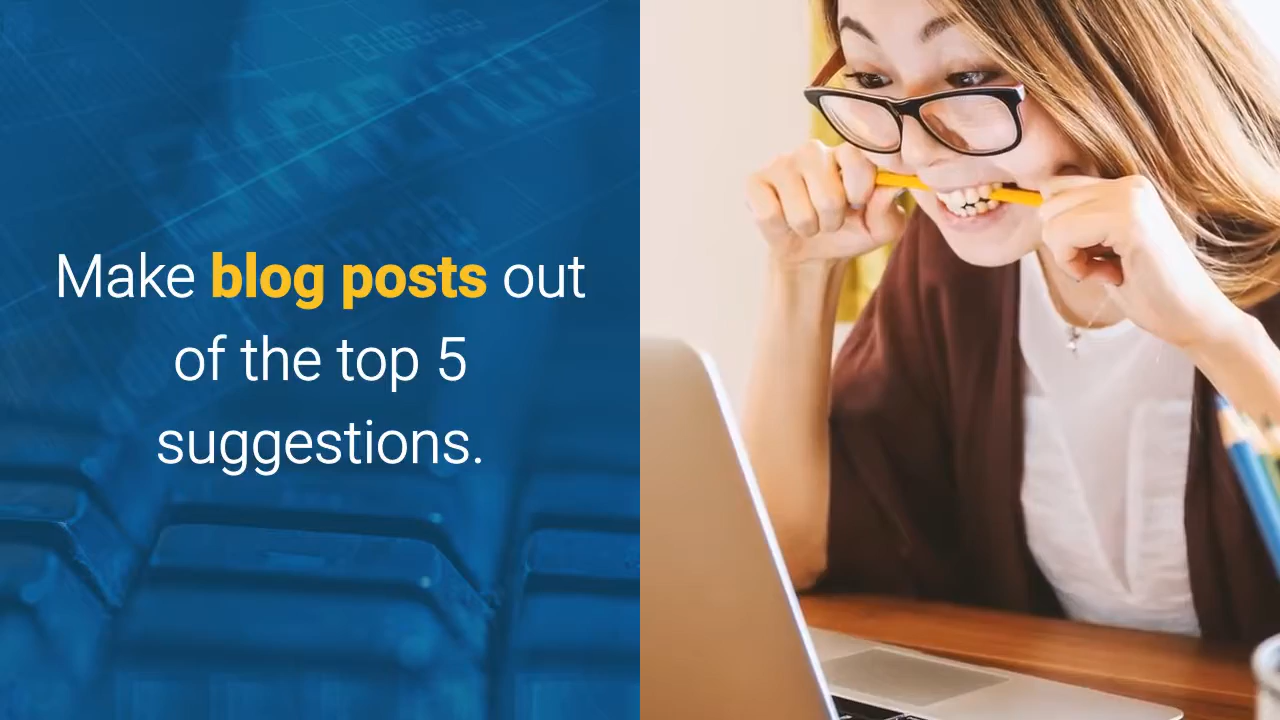 Make blog posts out
of the top 5
suggestions.